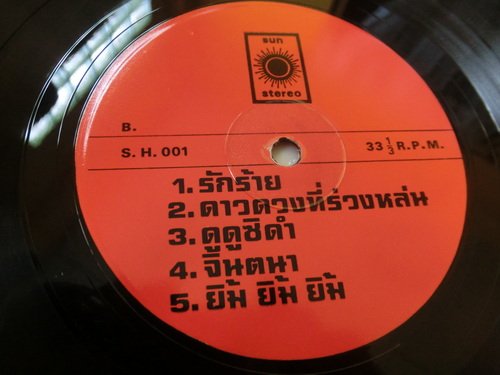 sun
stereo
B.
S. H. 001
33 1/3 R. P. M.
1. รักร้าย
2. ดาวดวงที่ร่วงหล่น
3. ดูดูซิดำ
4. จินตนา
5. ยิ้ม ยิ้ม ยิ้ม